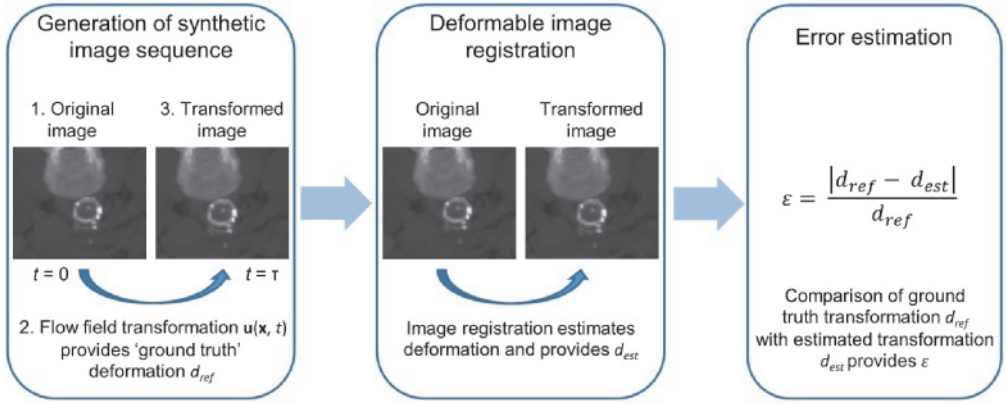 Generation of synthetic
image sequence
1. Original
image
3. Transformed
image
t = 0
t = τ
2. Flow field transformation u(x, t)
provides ‘ground truth’
deformation d_ref
Deformable image
registration
Original
image
Transformed
image
Image registration estimates
deformation and provides d_est
Error estimation
ε = |d_ref − d_est| / d_ref
Comparison of ground
truth transformation d_ref
with estimated transformation
d_est provides ε